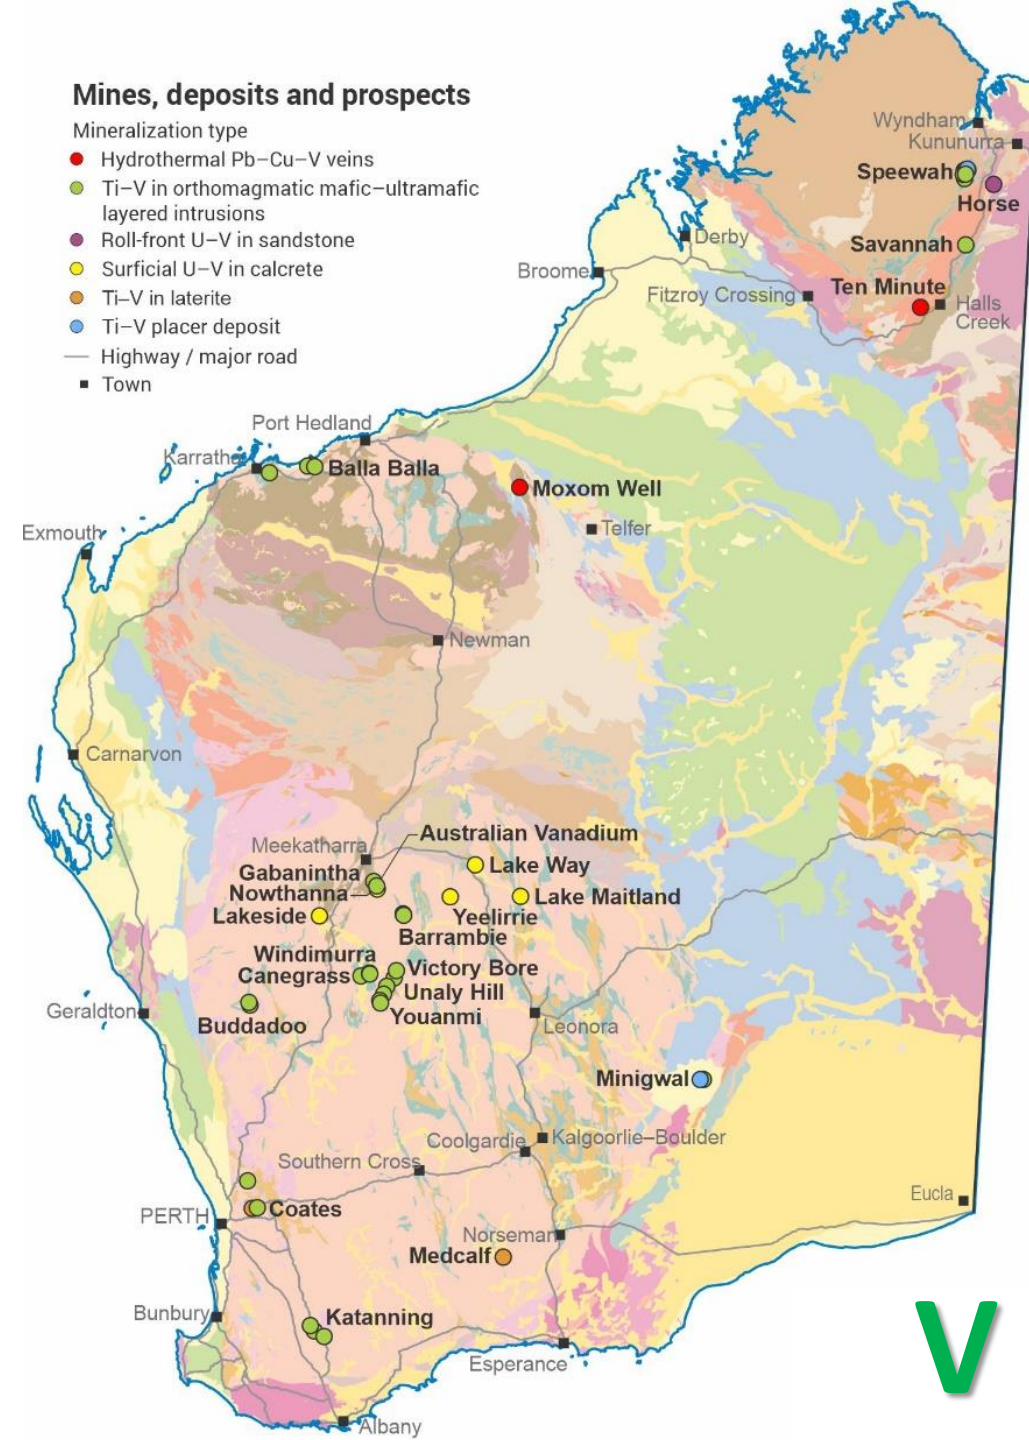 Mines, deposits and prospects
Mineralization type
Hydrothermal Pb–Cu–V veins
Ti–V in orthomagmatic mafic–ultramafic
layered intrusions
Roll-front U–V in sandstone
Surficial U–V in calcrete
Ti–V in laterite
Ti–V placer deposit
Highway / major road
Town
Wyndham
Kununurra
Speewah
Horse
Savannah
Derby
Broome
Ten Minute
Fitzroy Crossing
Halls
Creek
Port Hedland
Karratha
Balla Balla
Moxom Well
Telfer
Exmouth
Newman
Carnarvon
Australian Vanadium
Meekatharra
Lake Way
Gabanintha
Nowthanna
Lake Maitland
Lakeside
Yeelirrie
Barrambie
Windimurra
Canegrass
Victory Bore
Unaly Hill
Youanmi
Geraldton
Buddadoo
Leonora
Minigwal
Coolgardie
Kalgoorlie–Boulder
Southern Cross
Eucla
Coates
PERTH
Norseman
Medcalf
Bunbury
Katanning
V
Esperance
Albany